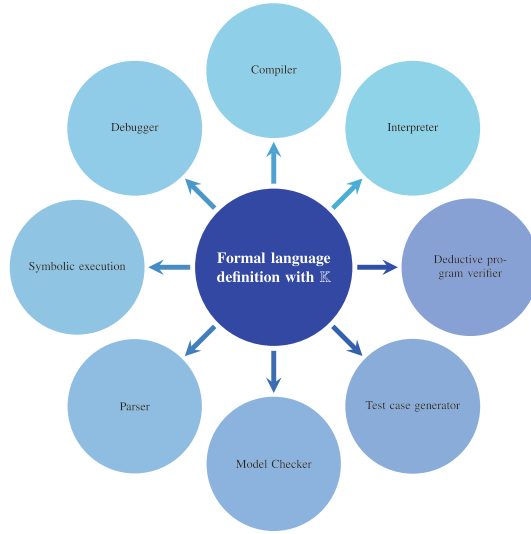 Compiler
Debugger
Interpreter
Formal language
definition with 𝕂
Symbolic execution
Deductive pro-
gram verifier
Parser
Test case generator
Model Checker